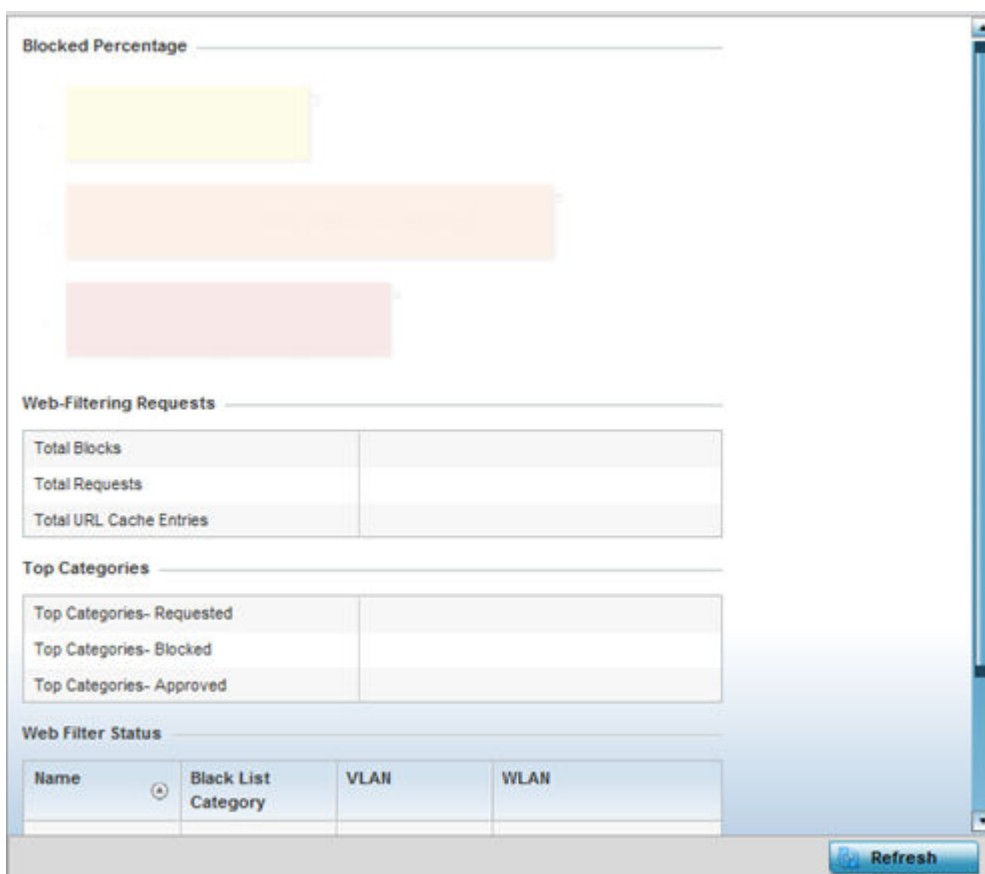 Blocked Percentage
Web-Filtering Requests
Total Blocks
Total Requests
Total URL Cache Entries
Top Categories
Top Categories- Requested
Top Categories- Blocked
Top Categories- Approved
Web Filter Status
Name
Black List
Category
VLAN
WLAN
Refresh